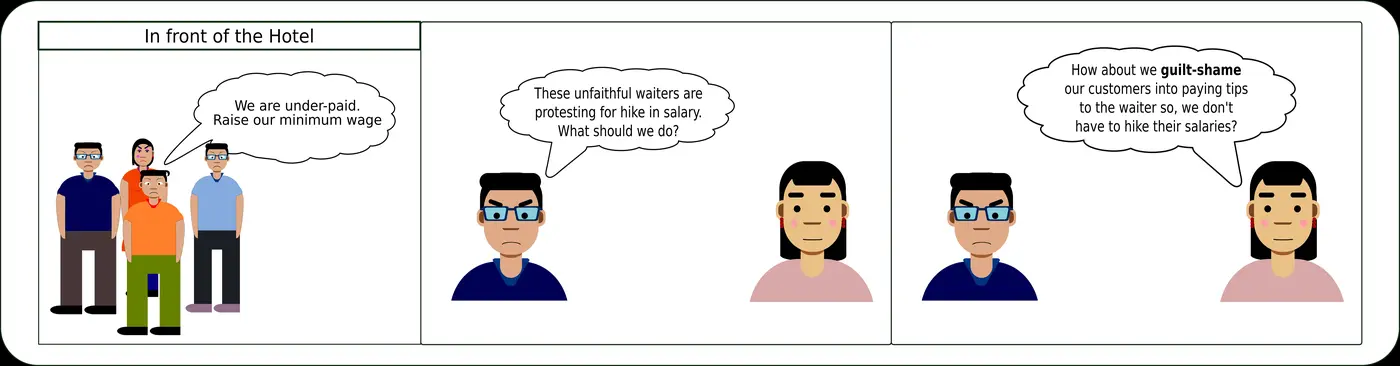 In front of the Hotel
We are under-paid.
Raise our minimum wage
These unfaithful waiters are
protesting for hike in salary.
What should we do?
How about we guilt-shame
our customers into paying tips
to the waiter so, we don't
have to hike their salaries?